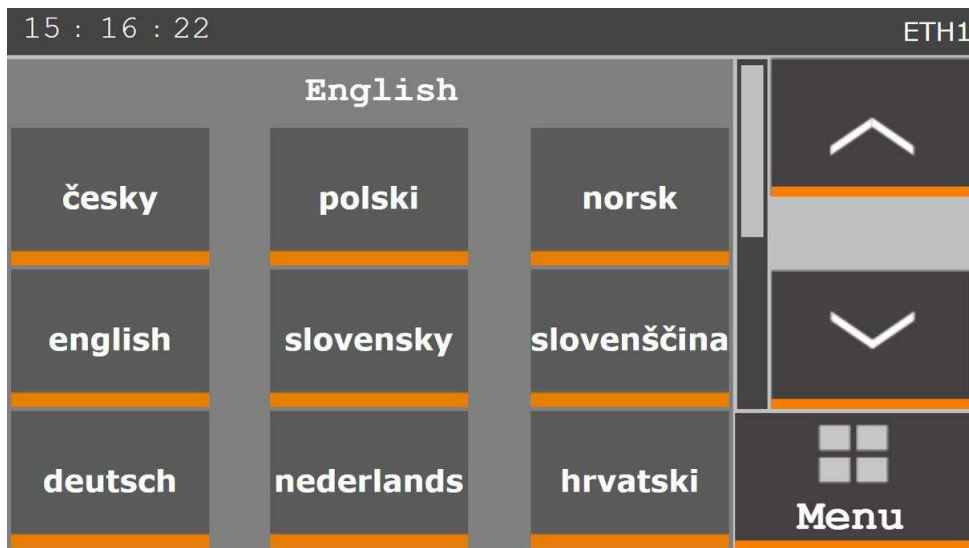 15 : 16 : 22 ETH1
English
česky polski norsk
english slovensky slovenščina
deutsch nederlands hrvatski
Menu